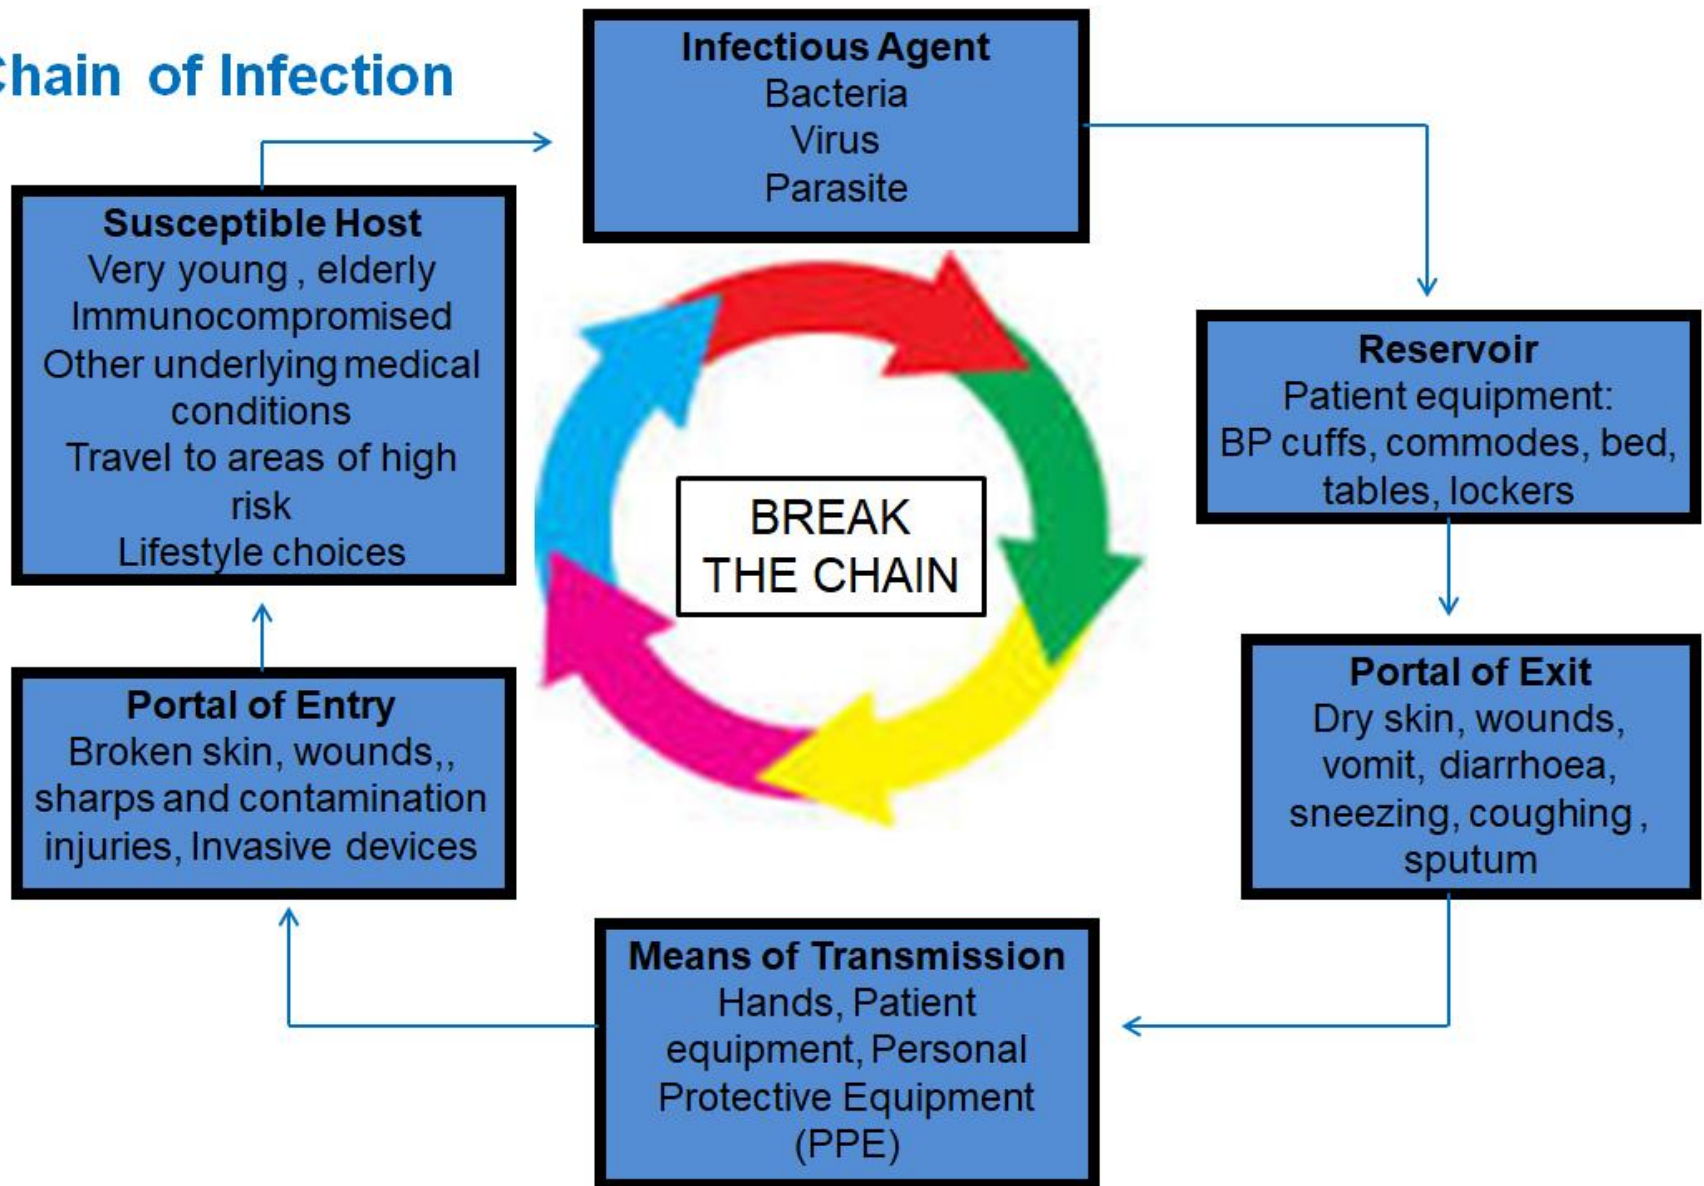 Chain of Infection
Infectious Agent
Bacteria
Virus
Parasite
Susceptible Host
Very young , elderly
Immunocompromised
Other underlying medical
conditions
Travel to areas of high
risk
Lifestyle choices
Reservoir
Patient equipment:
BP cuffs, commodes, bed,
tables, lockers
BREAK
THE CHAIN
Portal of Exit
Dry skin, wounds,
vomit, diarrhoea,
sneezing, coughing ,
sputum
Portal of Entry
Broken skin, wounds,,
sharps and contamination
injuries, Invasive devices
Means of Transmission
Hands, Patient
equipment, Personal
Protective Equipment
(PPE)